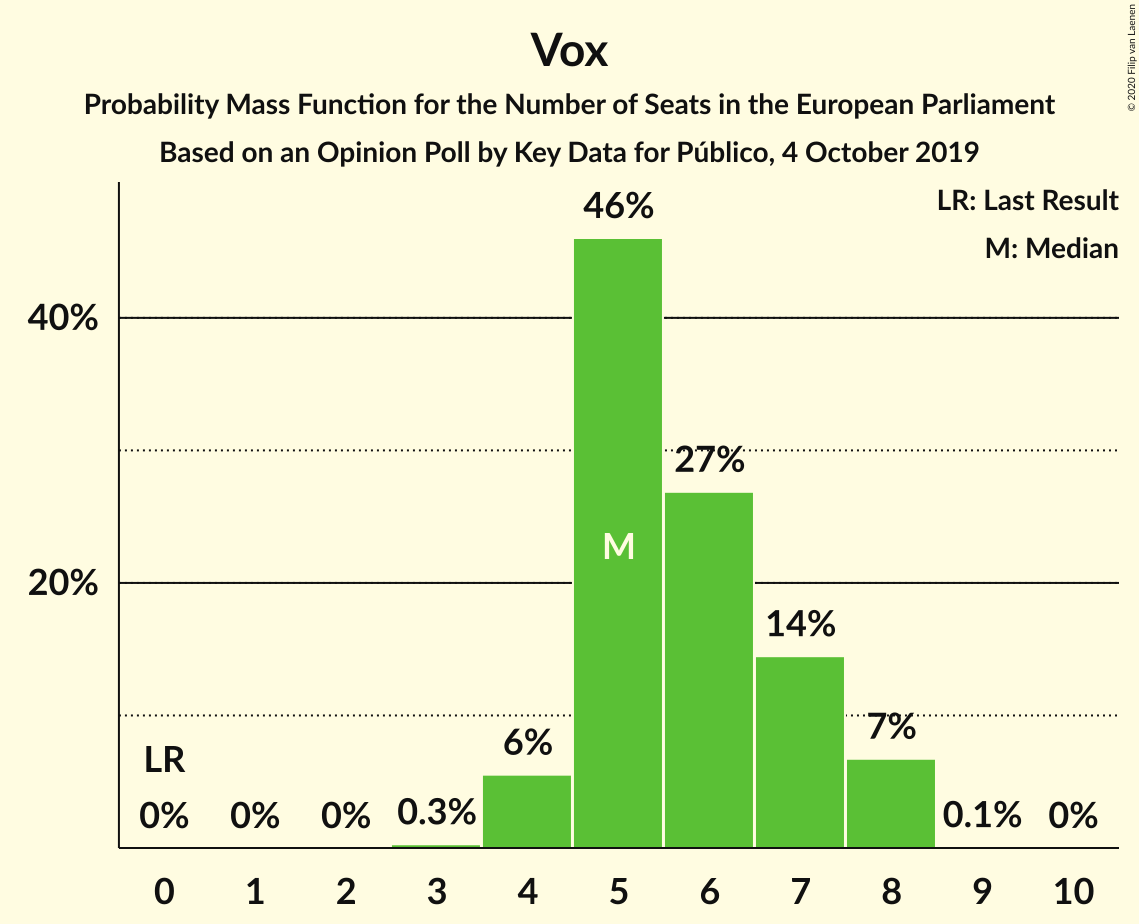 Vox
Probability Mass Function for the Number of Seats in the European Parliament
Based on an Opinion Poll by Key Data for Público, 4 October 2019
© 2020 Filip van Laenen
LR: Last Result
M: Median
46%
40%
27%
M
20%
14%
7%
6%
LR
0%
0%
0%
0.3%
0.1%
0%
0 1 2 3 4 5 6 7 8 9 10